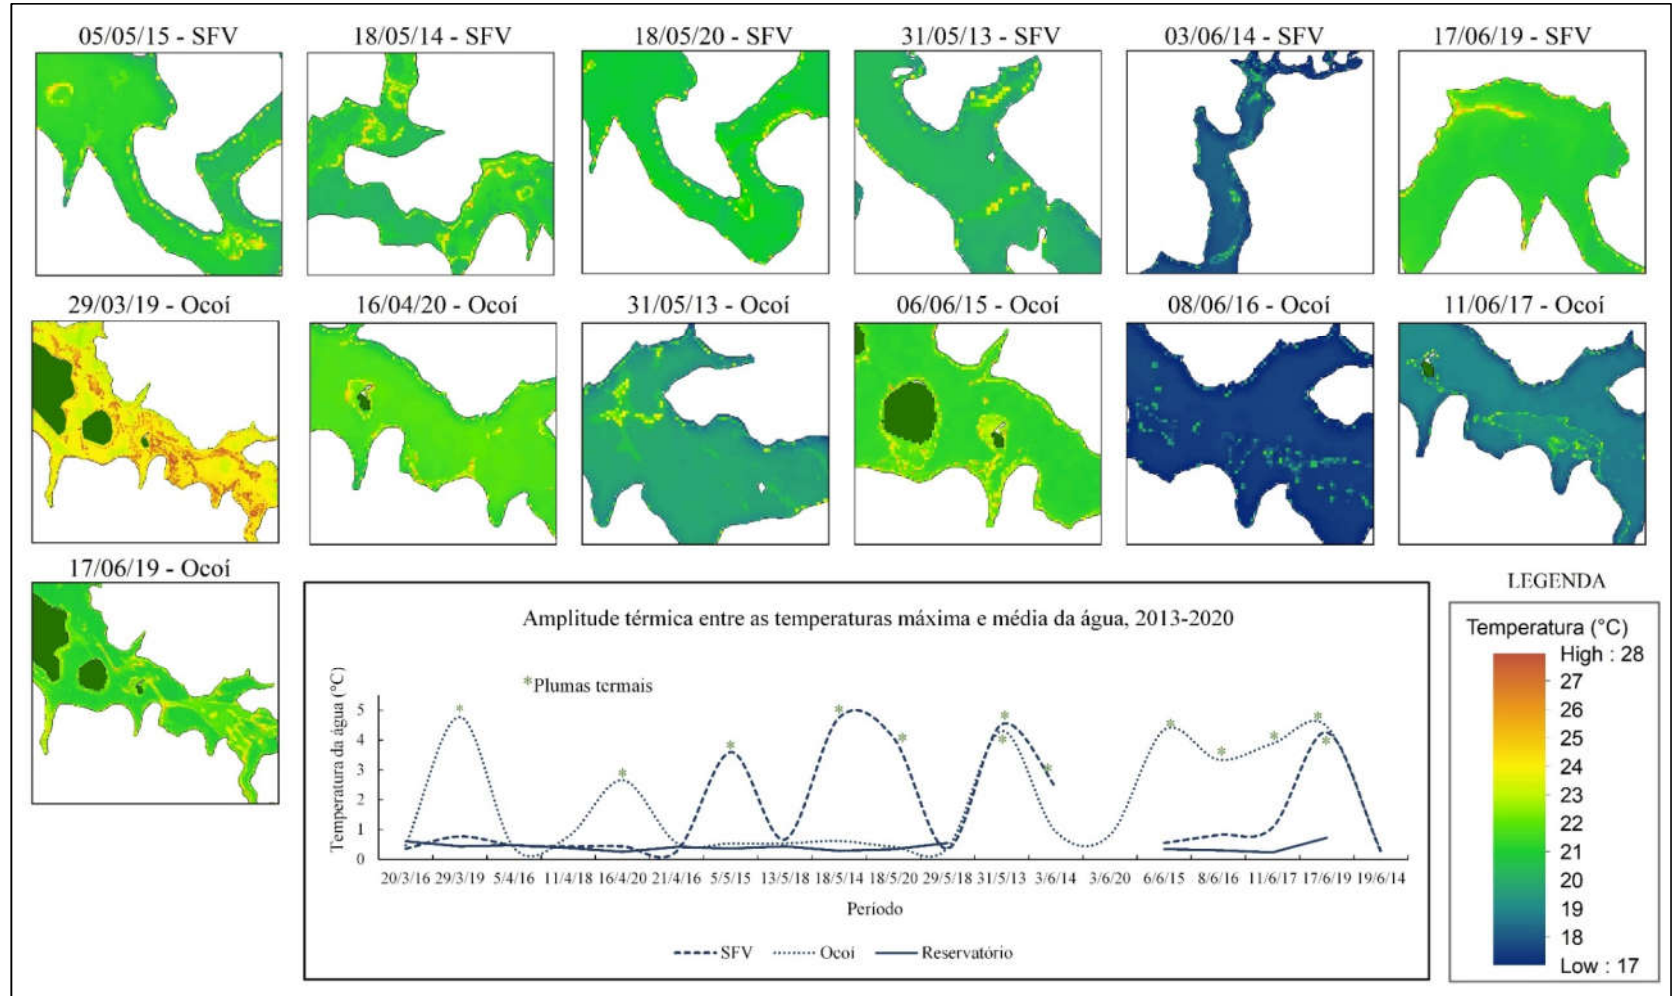 05/05/15 - SFV
18/05/14 - SFV
18/05/20 - SFV
31/05/13 - SFV
03/06/14 - SFV
17/06/19 - SFV
29/03/19 - Ocoí
16/04/20 - Ocoí
31/05/13 - Ocoí
06/06/15 - Ocoí
08/06/16 - Ocoí
11/06/17 - Ocoí
17/06/19 - Ocoí
Amplitude térmica entre as temperaturas máxima e média da água, 2013-2020
*Plumas termais
Temperatura da água (°C)
5
4
3
2
1
0
20/3/16 29/3/19 5/4/16 11/4/18 16/4/20 21/4/16 5/5/15 13/5/18 18/5/14 18/5/20 29/5/18 31/5/13 3/6/14 3/6/20 6/6/15 8/6/16 11/6/17 17/6/19 19/6/14
Período
SFV Ocoí Reservatório
LEGENDA
Temperatura (°C)
High : 28
27
26
25
24
23
22
21
20
19
18
Low : 17